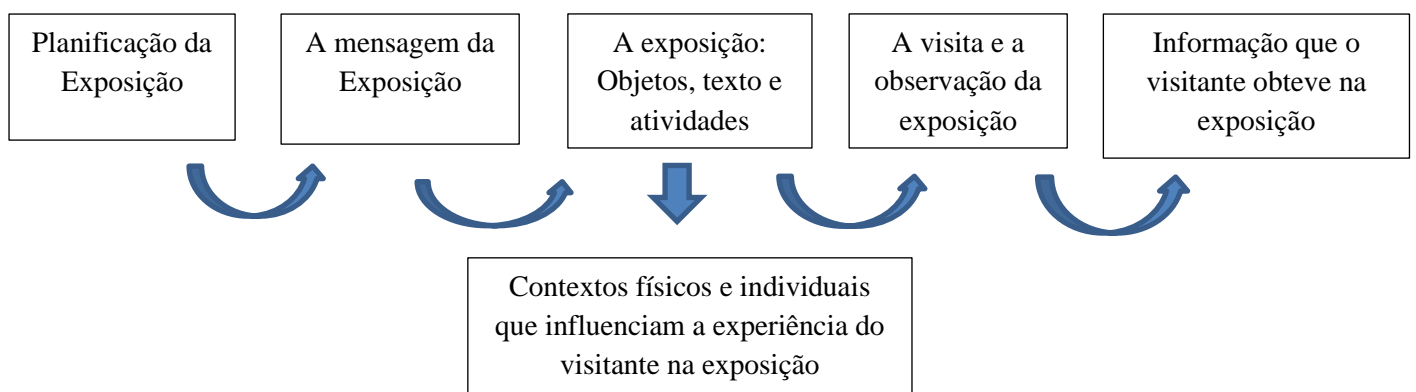 Planificação da
Exposição
A mensagem da
Exposição
A exposição:
Objetos, texto e
atividades
A visita e a
observação da
exposição
Informação que o
visitante obteve na
exposição
Contextos físicos e individuais
que influenciam a experiência do
visitante na exposição